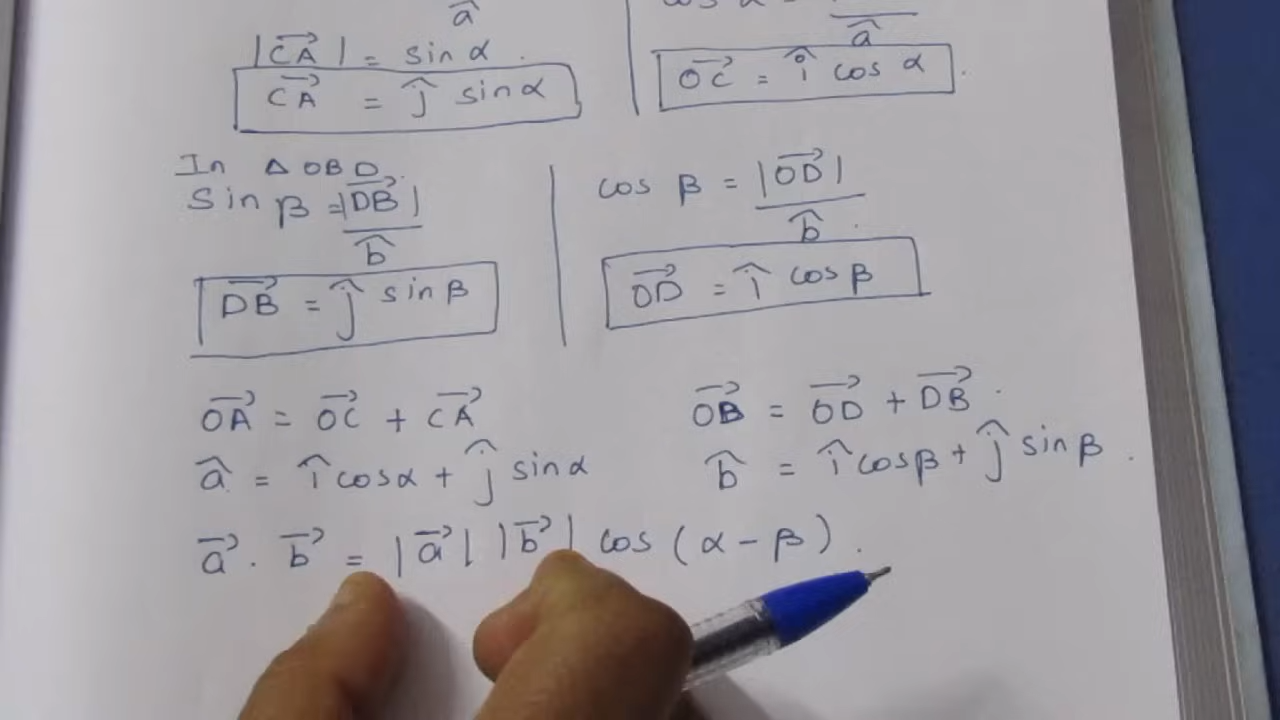 â
|CA⃗| = sin α .
CA⃗ = ĵ sin α
â
OC⃗ = î cos α .
In Δ OBD.
Sin β = |DB⃗|
b̂
DB⃗ = ĵ sin β
cos β = |OD⃗|
b̂ .
OD⃗ = î cos β
OA⃗ = OC⃗ + CA⃗
â = î cos α + ĵ sin α
OB⃗ = OD⃗ + DB⃗ .
b̂ = î cos β + ĵ sin β .
a⃗ . b⃗ = |a⃗| |b⃗| cos (α – β) .